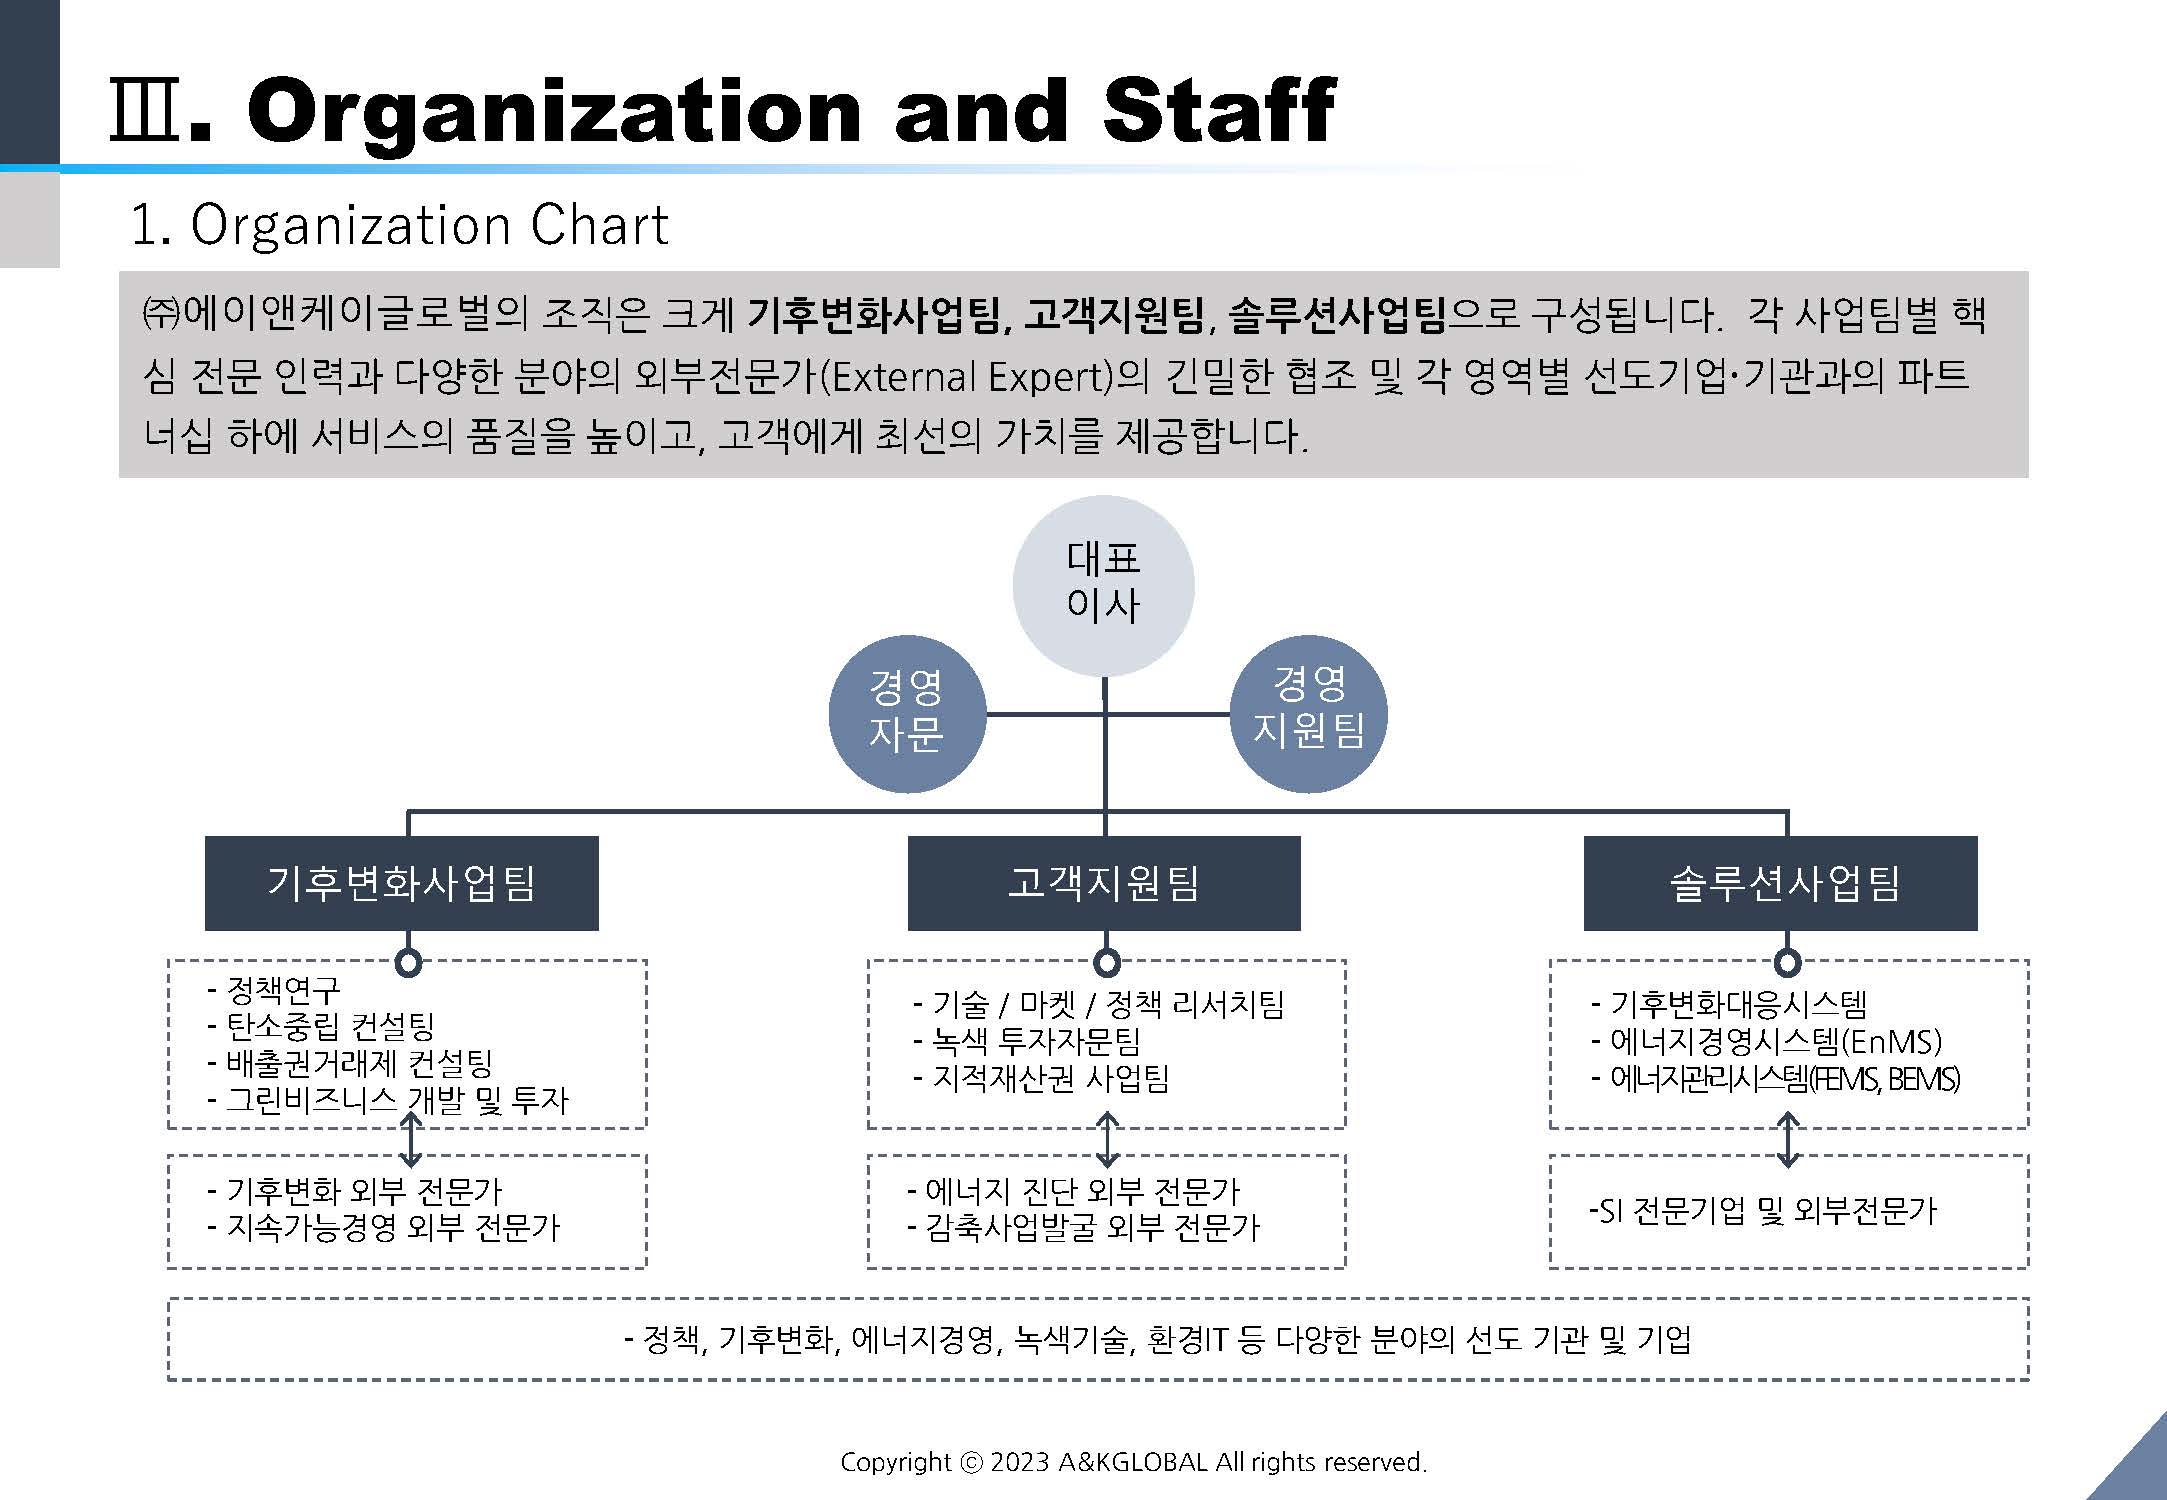 Ⅲ. Organization and Staff
1. Organization Chart
㈜에이앤케이글로벌의 조직은 크게 기후변화사업팀, 고객지원팀, 솔루션사업팀으로 구성됩니다. 각 사업팀별 핵
심 전문 인력과 다양한 분야의 외부전문가(External Expert)의 긴밀한 협조 및 각 영역별 선도기업·기관과의 파트
너십 하에 서비스의 품질을 높이고, 고객에게 최선의 가치를 제공합니다.
대표
이사
경영
자문
경영
지원팀
기후변화사업팀
- 정책연구
- 탄소중립 컨설팅
- 배출권거래제 컨설팅
- 그린비즈니스 개발 및 투자
- 기후변화 외부 전문가
- 지속가능경영 외부 전문가
고객지원팀
- 기술 / 마켓 / 정책 리서치팀
- 녹색 투자자문팀
- 지적재산권 사업팀
- 에너지 진단 외부 전문가
- 감축사업발굴 외부 전문가
솔루션사업팀
- 기후변화대응시스템
- 에너지경영시스템(EnMS)
- 에너지관리시스템(FEMS, BEMS)
-SI 전문기업 및 외부전문가
- 정책, 기후변화, 에너지경영, 녹색기술, 환경IT 등 다양한 분야의 선도 기관 및 기업
Copyright ⓒ 2023 A&KGLOBAL All rights reserved.